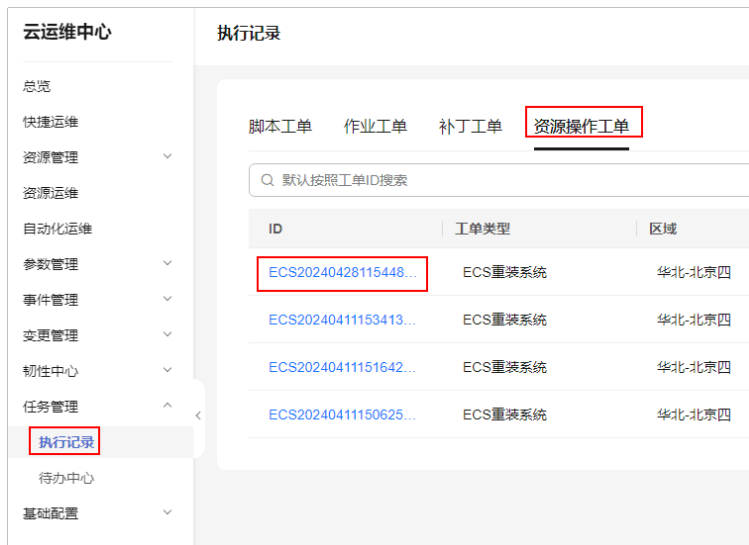 云运维中心
总览
快捷运维
资源管理
资源运维
自动化运维
参数管理
事件管理
变更管理
韧性中心
任务管理
执行记录
待办中心
基础配置
执行记录
脚本工单 作业工单 补丁工单 资源操作工单
默认按照工单ID搜索
ID 工单类型 区域
ECS20240428115448... ECS重装系统 华北-北京四
ECS20240411153413... ECS重装系统 华北-北京四
ECS20240411151642... ECS重装系统 华北-北京四
ECS20240411150625... ECS重装系统 华北-北京四